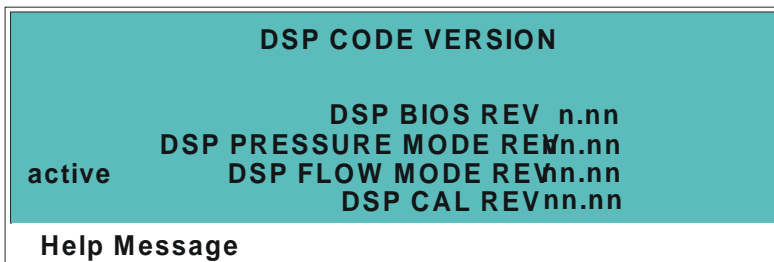 DSP CODE VERSION
DSP BIOS REV n.nn
DSP PRESSURE MODE REV nn.nn
active DSP FLOW MODE REV nn.nn
DSP CAL REV nn.nn
Help Message